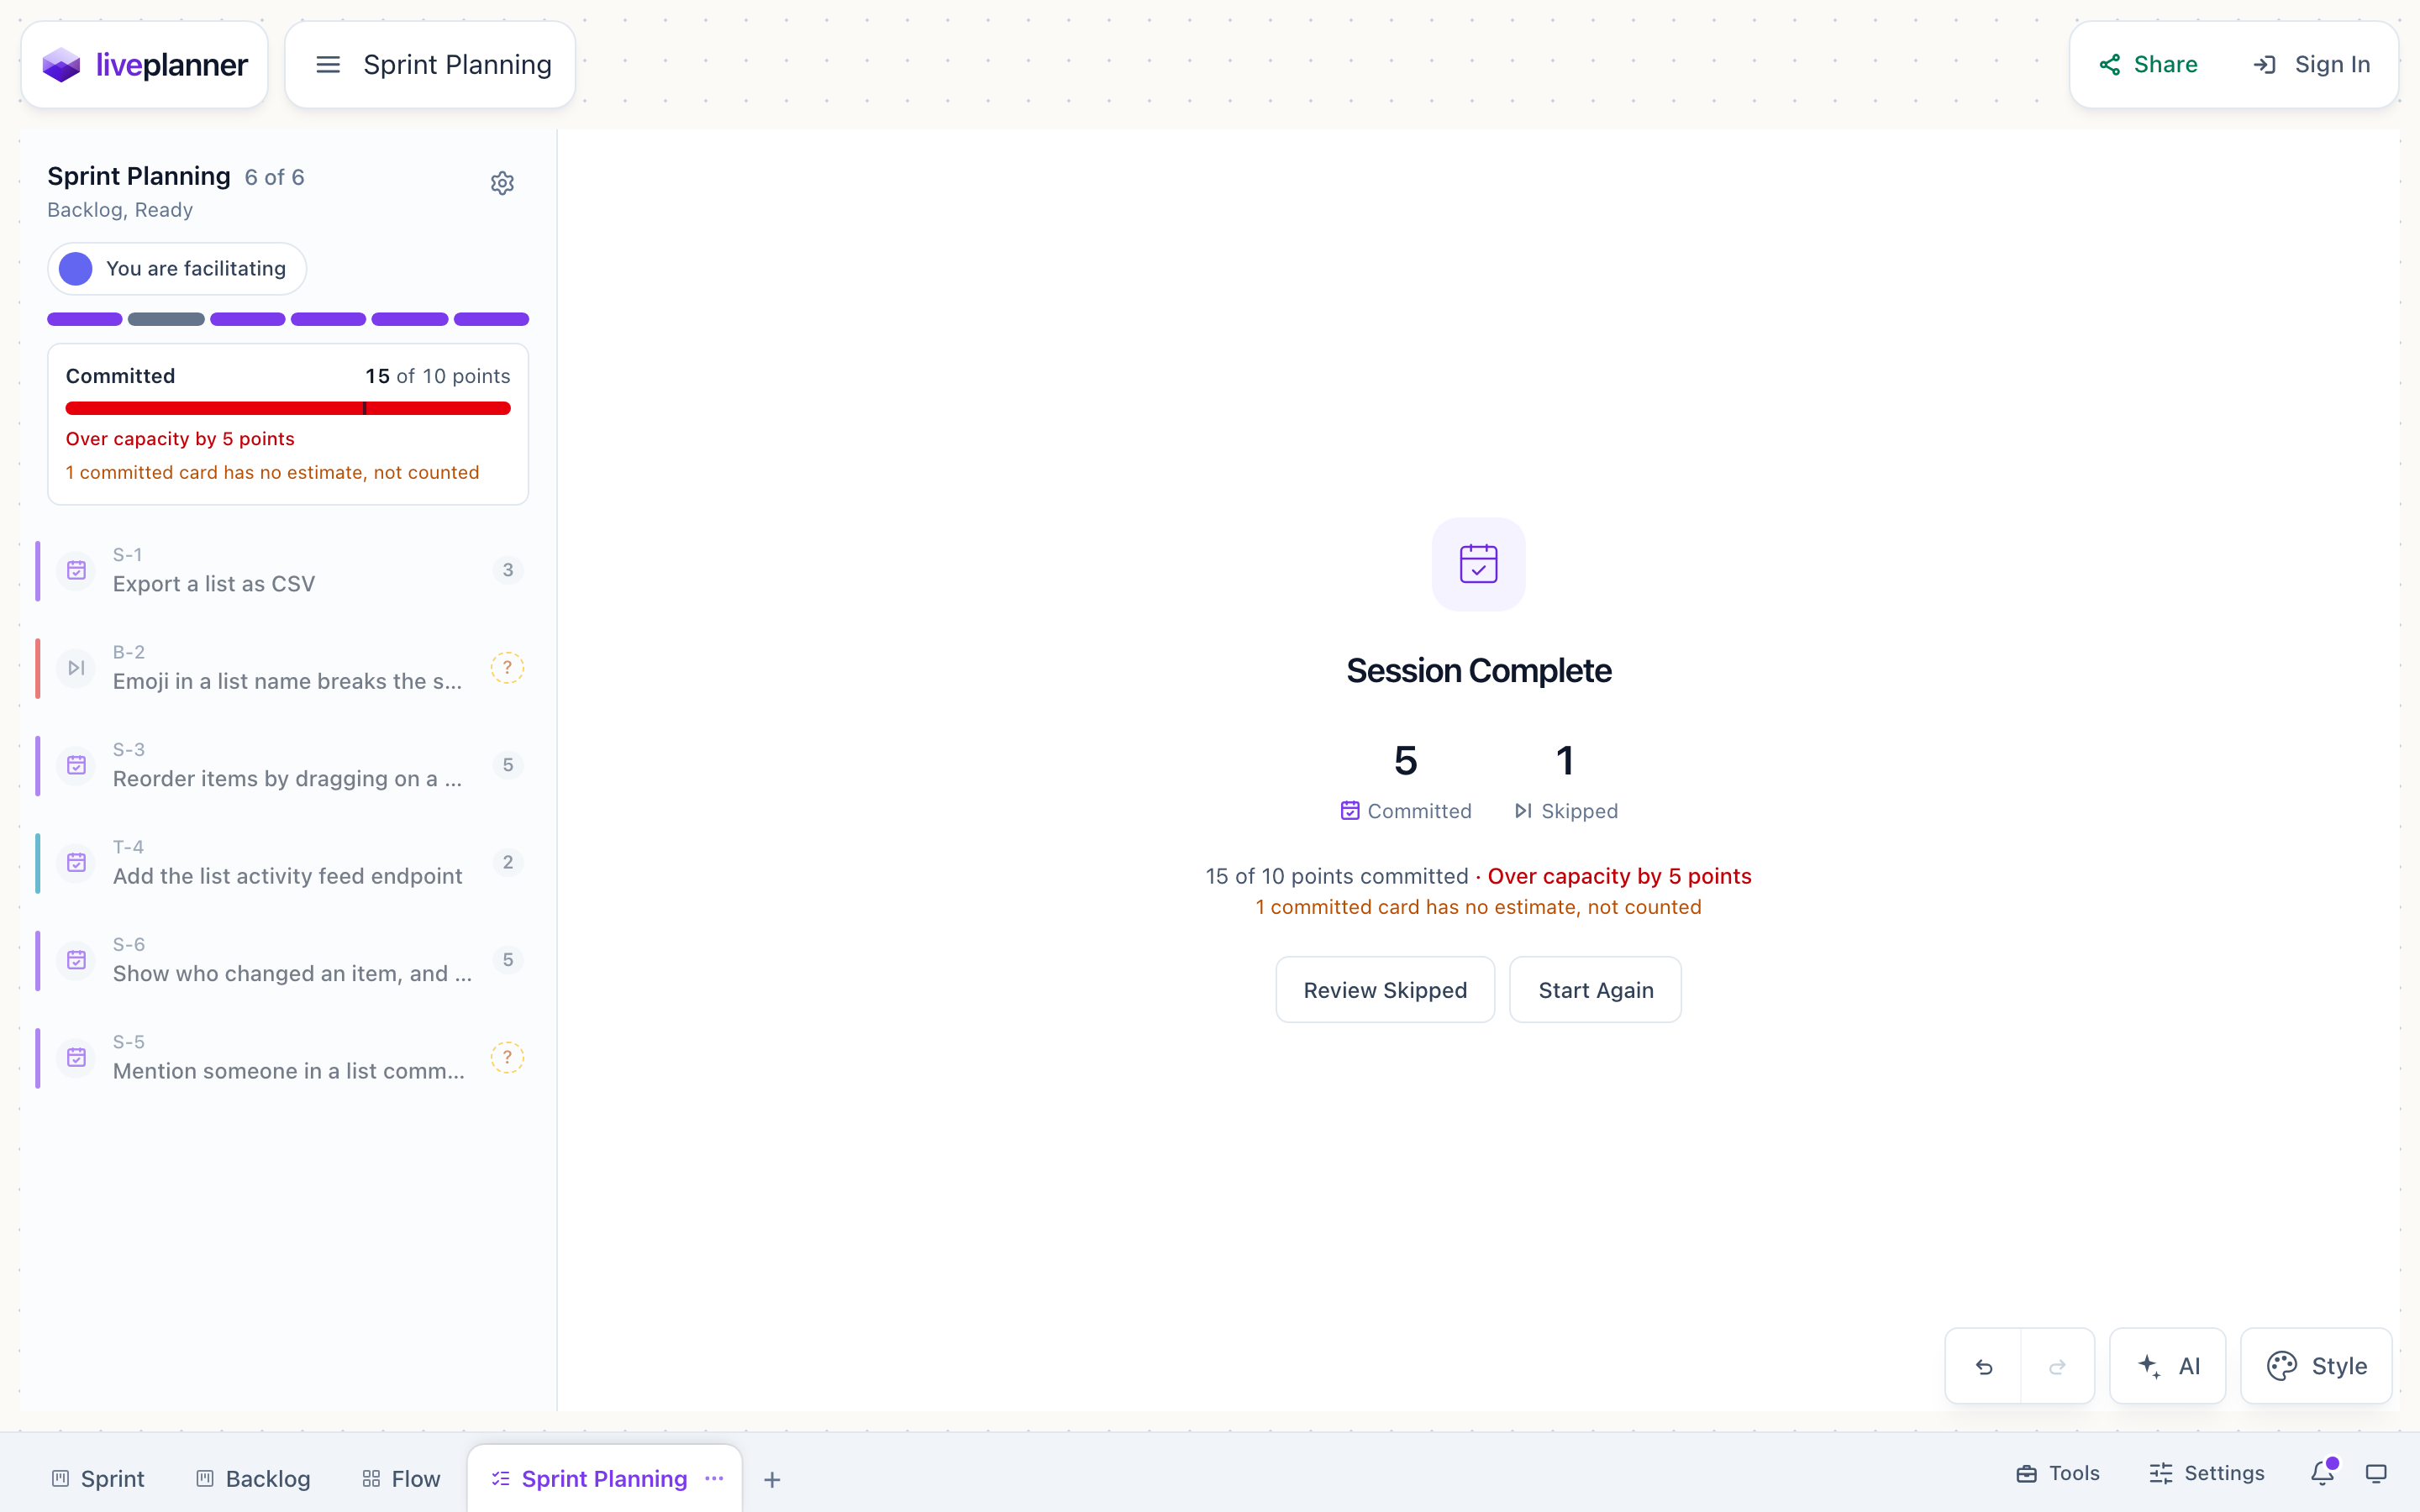 liveplanner
Sprint Planning
Share
Sign In
Sprint Planning 6 of 6
Backlog, Ready
You are facilitating
Committed 15 of 10 points
Over capacity by 5 points
1 committed card has no estimate, not counted
S-1
Export a list as CSV
3
B-2
Emoji in a list name breaks the s...
?
S-3
Reorder items by dragging on a ...
5
T-4
Add the list activity feed endpoint
2
S-6
Show who changed an item, and ...
5
S-5
Mention someone in a list comm...
?
Session Complete
5 1
Committed Skipped
15 of 10 points committed · Over capacity by 5 points
1 committed card has no estimate, not counted
Review Skipped Start Again
AI
Style
Sprint
Backlog
Flow
Sprint Planning
Tools
Settings